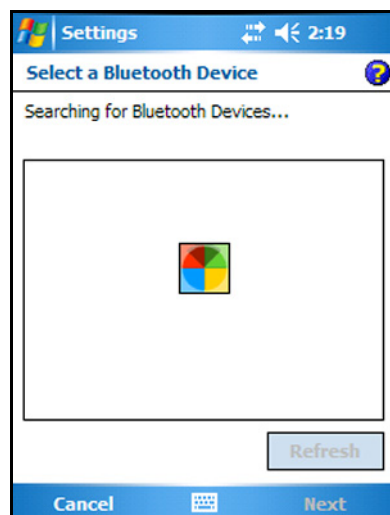 Settings 2:19
Select a Bluetooth Device ?
Searching for Bluetooth Devices...
Refresh
Cancel Next